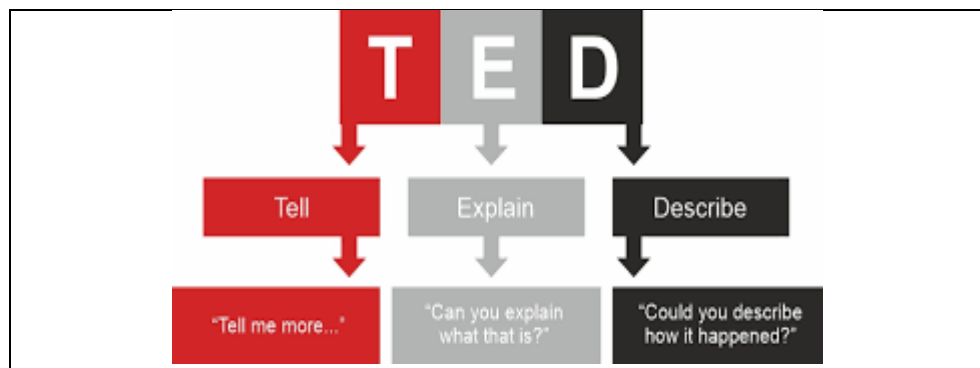 T E D
Tell
Explain
Describe
“Tell me more...”
“Can you explain
what that is?”
“Could you describe
how it happened?”